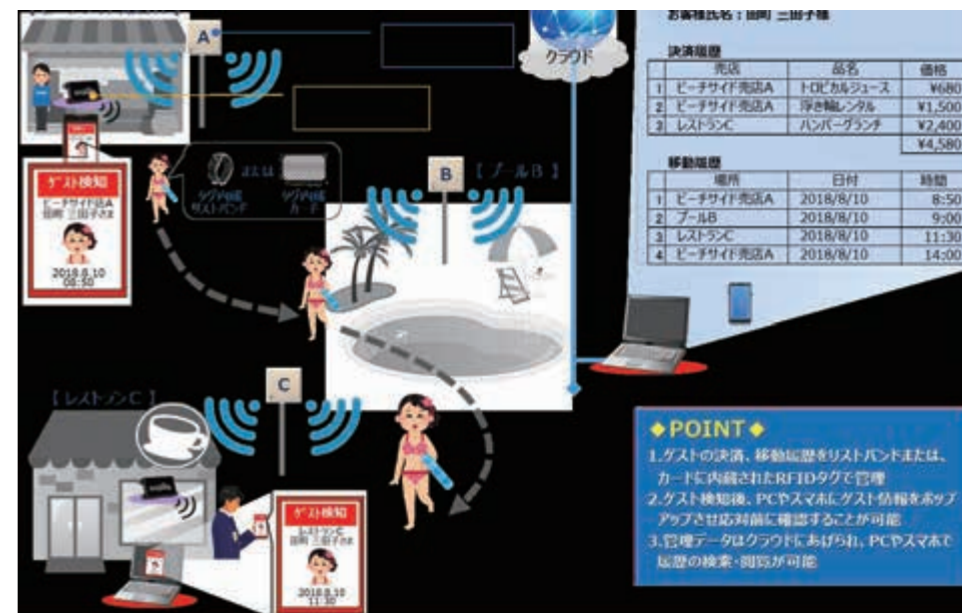 お客様氏名:田町 三田子様
A
クラウド
決済履歴
売店 品名 価格
1 ビーチサイド売店A トロピカルジュース ¥680
2 ビーチサイド売店A 浮き輪レンタル ¥1,500
3 レストランC ハンバーグランチ ¥2,400
¥4,580
移動履歴
場所 日付 時間
1 ビーチサイド売店A 2018/8/10 8:50
2 プールB 2018/8/10 9:00
3 レストランC 2018/8/10 11:30
4 ビーチサイド売店A 2018/8/10 14:00
ゲスト検知
ビーチサイド店A
田町 三田子さま
2018.8.10
08:50
または
タグ内蔵
リストバンド
タグ内蔵
カード
B
【プールB】
C
【レストランC】
ゲスト検知
レストランC
田町 三田子さま
2018.8.10
11:30
◆POINT◆
1.ゲストの決済、移動履歴をリストバンドまたは、
カードに内蔵されたRFIDタグで管理
2.ゲスト検知後、PCやスマホにゲスト情報をポップ
アップさせ応対前に確認することが可能
3.管理データはクラウドにあげられ、PCやスマホで
履歴の検索・閲覧が可能